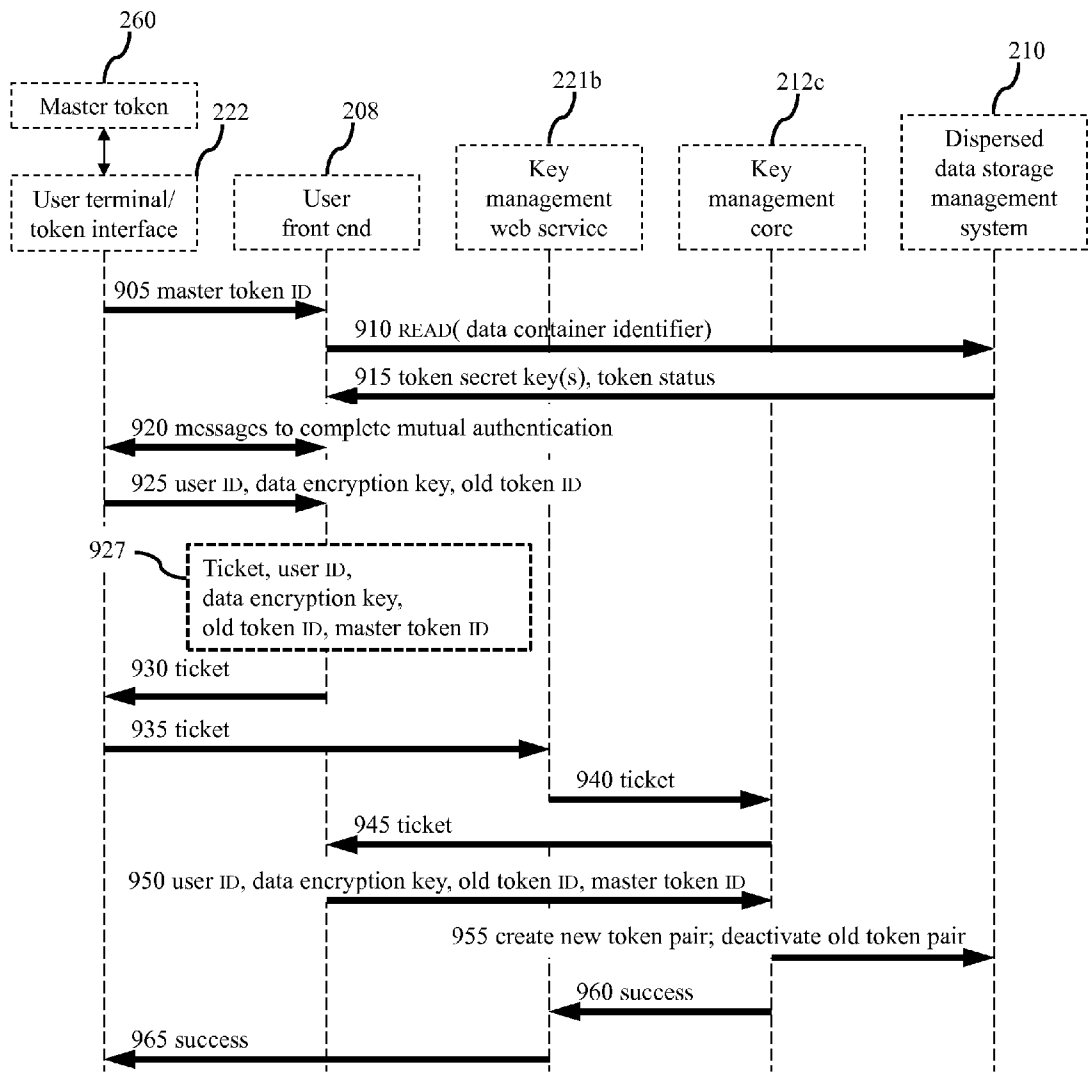 260
210
221b
212c
Master token
222
208
User terminal/
token interface
User
front end
Key
management
web service
Key
management
core
Dispersed
data storage
management
system
905 master token ID
910 READ( data container identifier)
915 token secret key(s), token status
920 messages to complete mutual authentication
925 user ID, data encryption key, old token ID
927
Ticket, user ID,
data encryption key,
old token ID, master token ID
930 ticket
935 ticket
940 ticket
945 ticket
950 user ID, data encryption key, old token ID, master token ID
955 create new token pair; deactivate old token pair
960 success
965 success